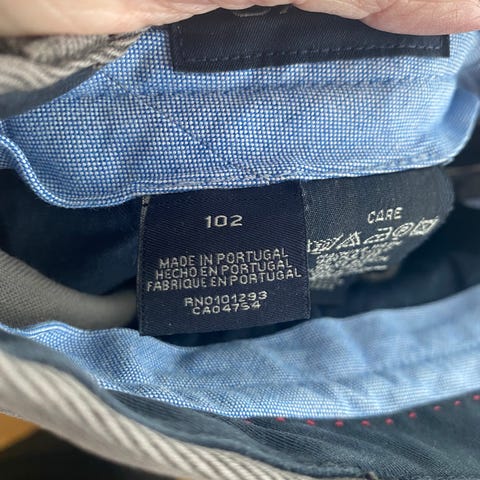 102
MADE IN PORTUGAL
HECHO EN PORTUGAL
FABRIQUE EN PORTUGAL
RN0101293
CA04754
CARE